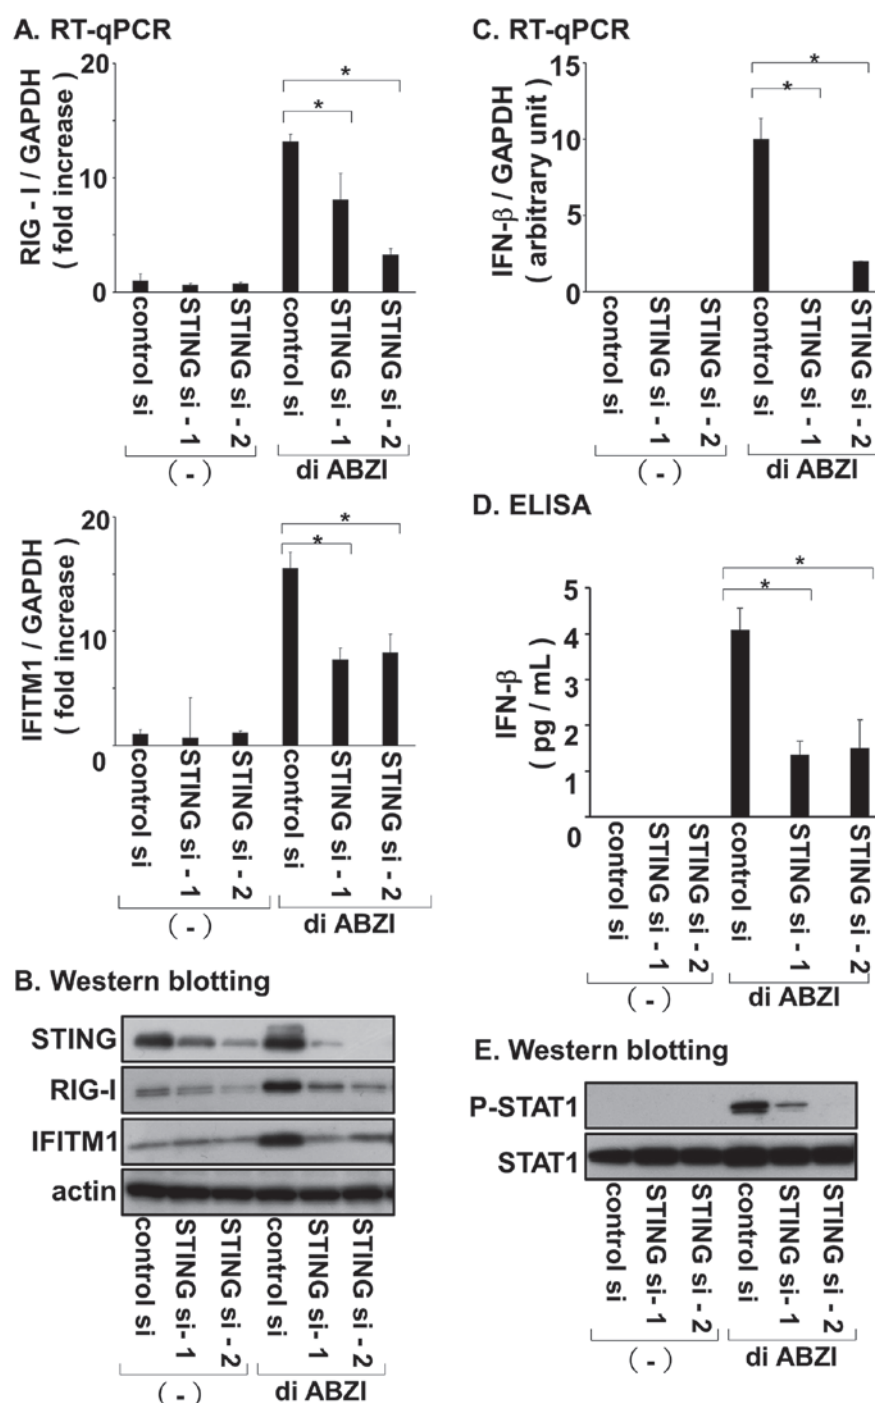 A. RT-qPCR
RIG - I / GAPDH
( fold increase )
20
10
0
*
*
control si
STING si - 1
STING si - 2
control si
STING si - 1
STING si - 2
( - )
di ABZI
IFITM1 / GAPDH
( fold increase )
20
10
0
*
*
control si
STING si - 1
STING si - 2
control si
STING si - 1
STING si - 2
( - )
di ABZI
B. Western blotting
STING
RIG-I
IFITM1
actin
control si
STING si- 1
STING si - 2
control si
STING si- 1
STING si - 2
( - )
di ABZI
C. RT-qPCR
IFN-β / GAPDH
( arbitrary unit )
15
10
5
0
*
*
control si
STING si - 1
STING si - 2
control si
STING si - 1
STING si - 2
( - )
di ABZI
D. ELISA
IFN-β
( pg / mL )
5
4
3
2
1
0
*
*
control si
STING si - 1
STING si - 2
control si
STING si - 1
STING si - 2
( - )
di ABZI
E. Western blotting
P-STAT1
STAT1
control si
STING si- 1
STING si - 2
control si
STING si- 1
STING si - 2
( - )
di ABZI